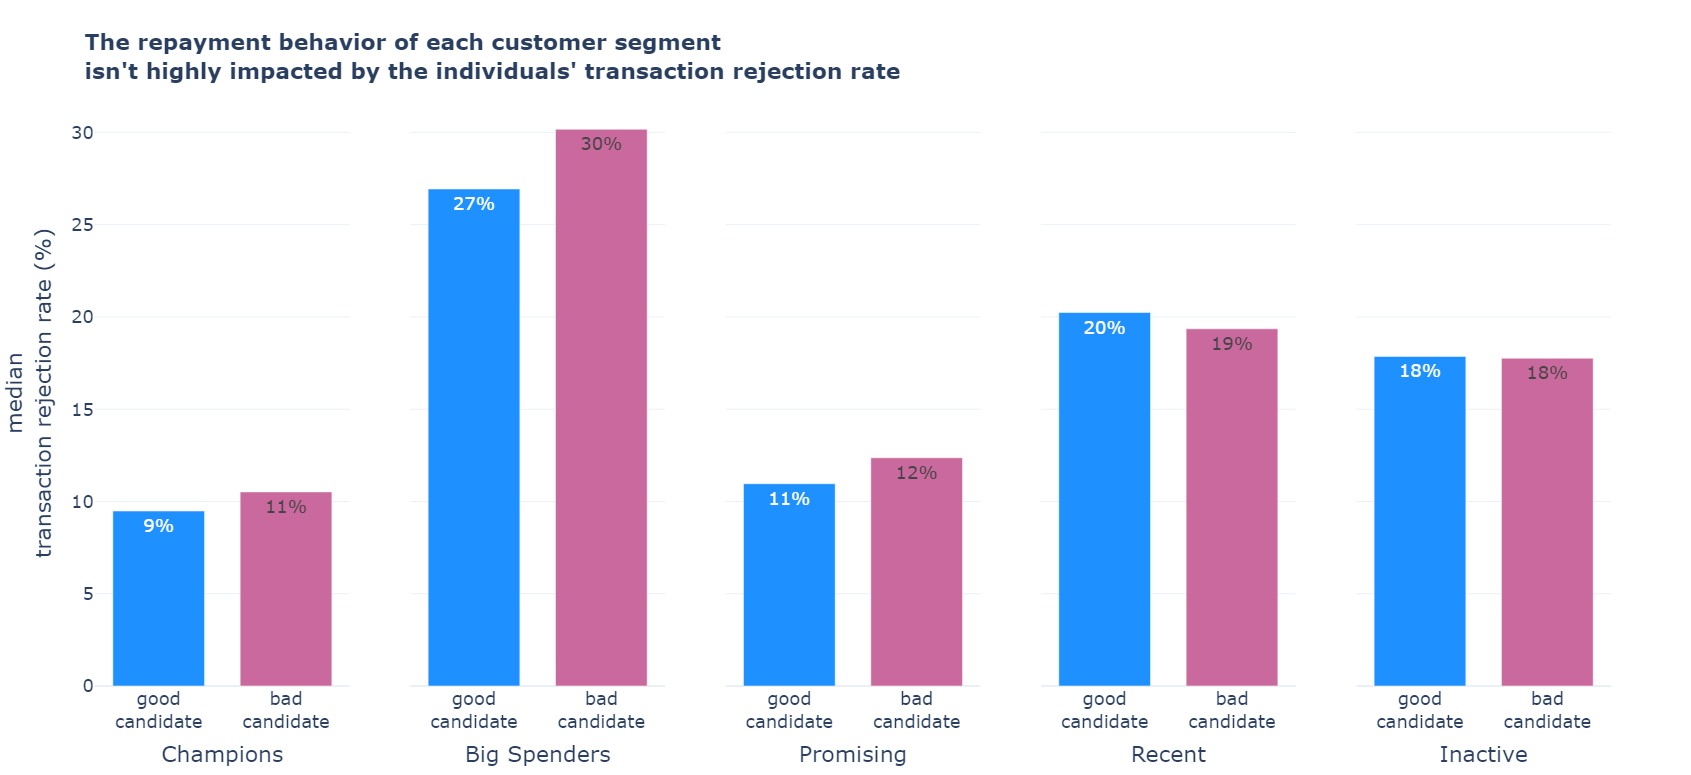 The repayment behavior of each customer segment
isn't highly impacted by the individuals' transaction rejection rate
median
transaction rejection rate (%)
30
25
20
15
10
5
0
9%
11%
27%
30%
11%
12%
20%
19%
18%
18%
good
candidate
bad
candidate
good
candidate
bad
candidate
good
candidate
bad
candidate
good
candidate
bad
candidate
good
candidate
bad
candidate
Champions
Big Spenders
Promising
Recent
Inactive